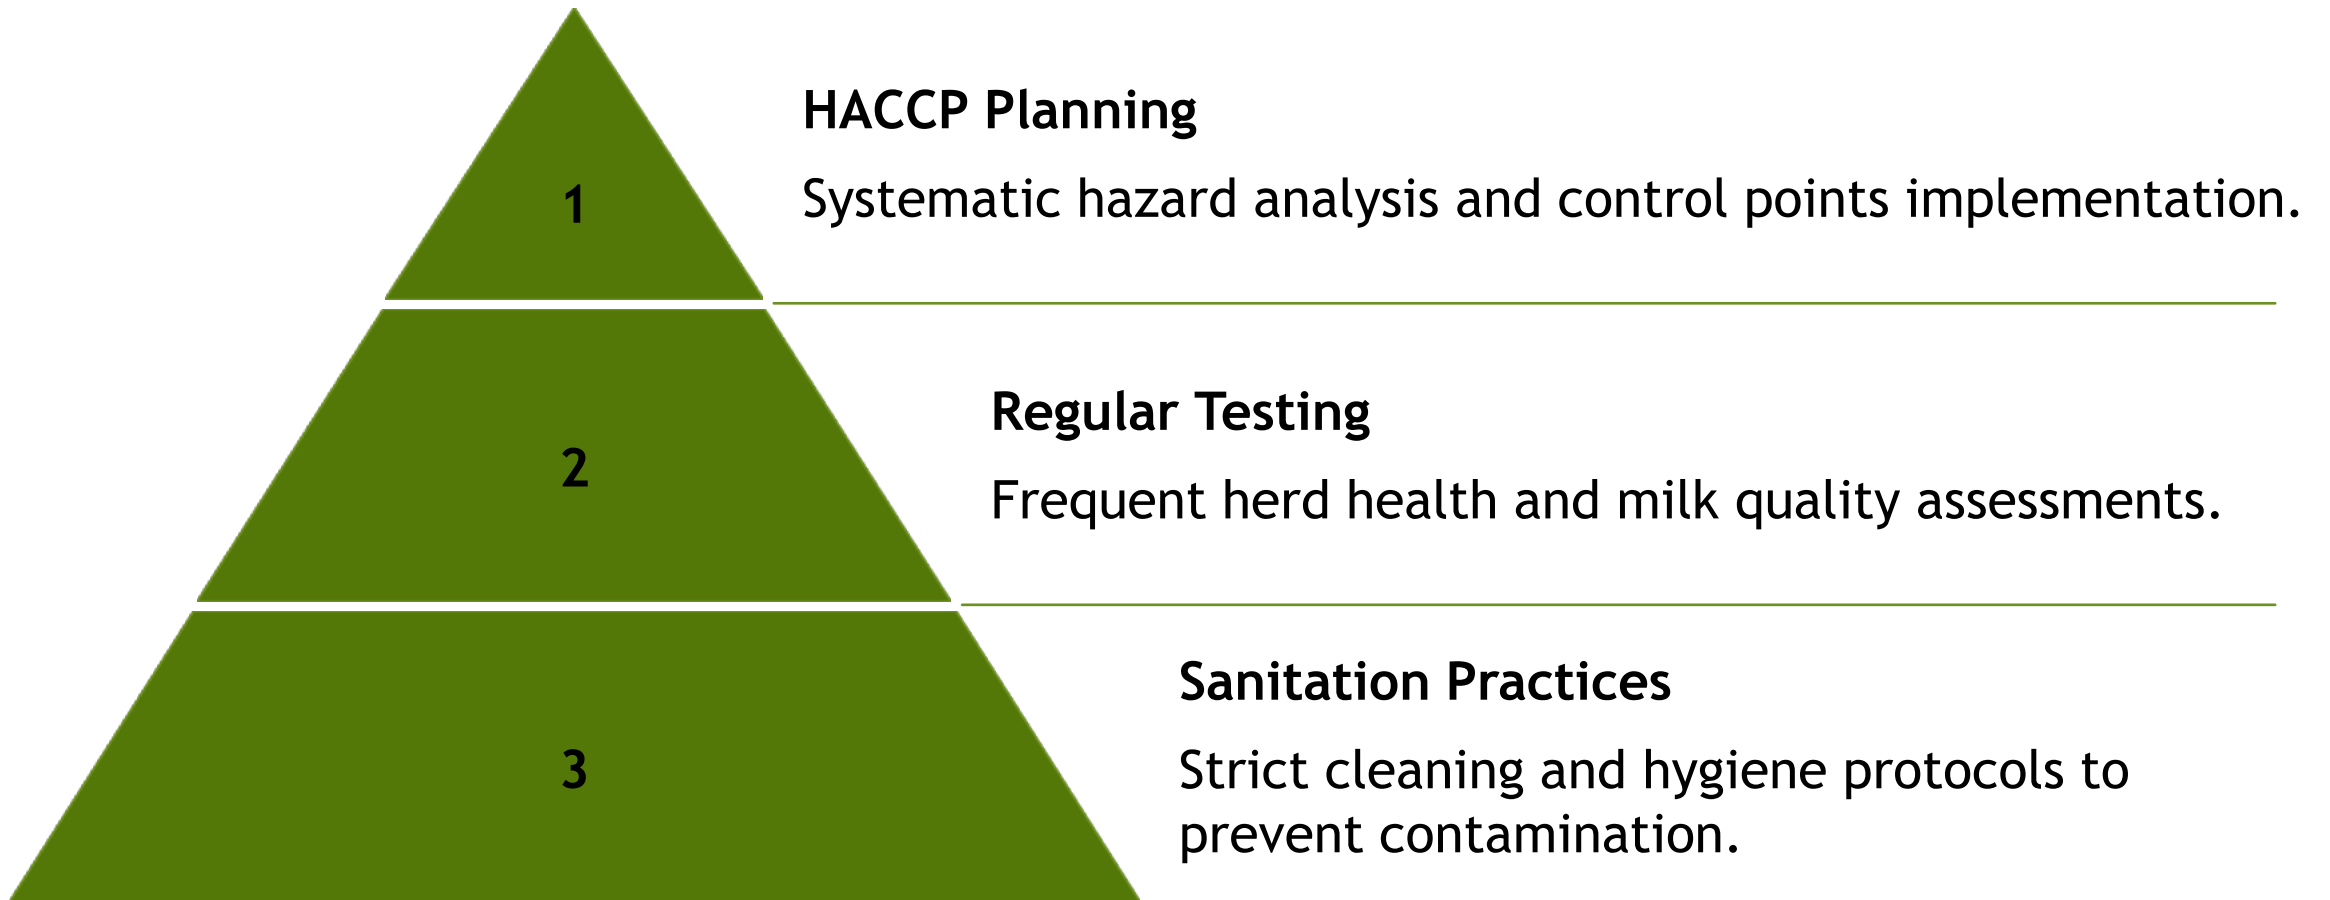 1
HACCP Planning
Systematic hazard analysis and control points implementation.
2
Regular Testing
Frequent herd health and milk quality assessments.
3
Sanitation Practices
Strict cleaning and hygiene protocols to
prevent contamination.